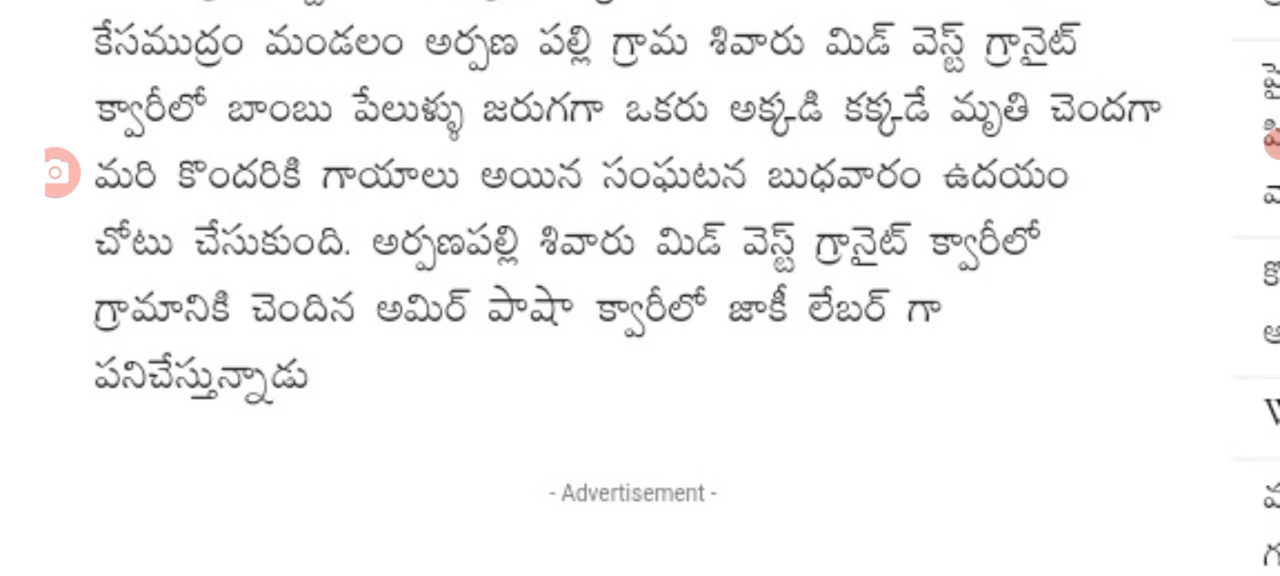 కేసముద్రం మండలం అర్పణ పల్లి గ్రామ శివారు మిడ్ వెస్ట్ గ్రానైట్
క్వారీలో బాంబు పేలుళ్ళు జరుగగా ఒకరు అక్కడి కక్కడే మృతి చెందగా
మరి కొందరికి గాయాలు అయిన సంఘటన బుధవారం ఉదయం
చోటు చేసుకుంది. అర్పణపల్లి శివారు మిడ్ వెస్ట్ గ్రానైట్ క్వారీలో
గ్రామానికి చెందిన అమిర్ పాషా క్వారీలో జాకీ లేబర్ గా
పనిచేస్తున్నాడు
- Advertisement -